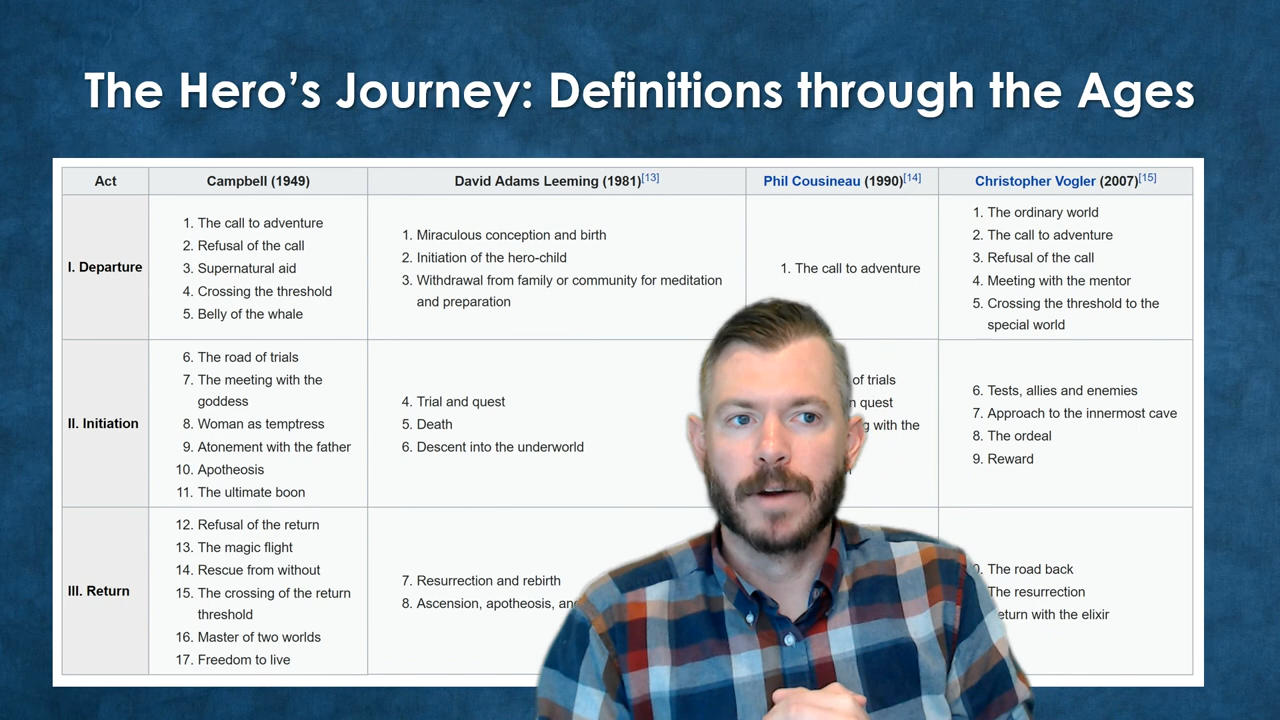 The Hero’s Journey: Definitions through the Ages
Act
Campbell (1949)
David Adams Leeming (1981)[13]
Phil Cousineau (1990)[14]
Christopher Vogler (2007)[15]
I. Departure
1. The call to adventure
2. Refusal of the call
3. Supernatural aid
4. Crossing the threshold
5. Belly of the whale
1. Miraculous conception and birth
2. Initiation of the hero-child
3. Withdrawal from family or community for meditation
and preparation
1. The call to adventure
1. The ordinary world
2. The call to adventure
3. Refusal of the call
4. Meeting with the mentor
5. Crossing the threshold to the
special world
II. Initiation
6. The road of trials
7. The meeting with the
goddess
8. Woman as temptress
9. Atonement with the father
10. Apotheosis
11. The ultimate boon
4. Trial and quest
5. Death
6. Descent into the underworld
of trials
quest
with the
6. Tests, allies and enemies
7. Approach to the innermost cave
8. The ordeal
9. Reward
III. Return
12. Refusal of the return
13. The magic flight
14. Rescue from without
15. The crossing of the return
threshold
16. Master of two worlds
17. Freedom to live
7. Resurrection and rebirth
8. Ascension, apotheosis, and
The road back
The resurrection
with the elixir